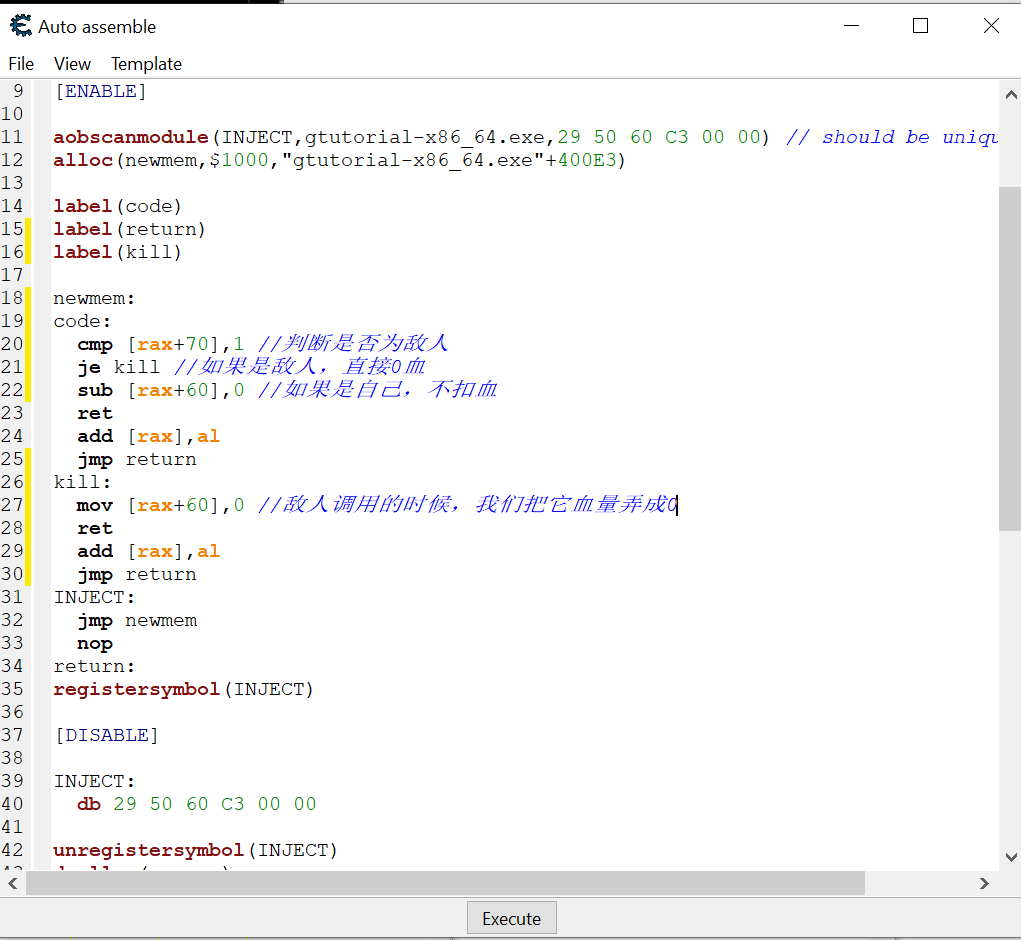 Auto assemble
File View Template
9 [ENABLE]
10
11 aobscanmodule(INJECT,gtutorial-x86_64.exe,29 50 60 C3 00 00) // should be uniqu
12 alloc(newmem,$1000,"gtutorial-x86_64.exe"+400E3)
13
14 label(code)
15 label(return)
16 label(kill)
17
18 newmem:
19 code:
20 cmp [rax+70],1 //判断是否为敌人
21 je kill //如果是敌人，直接0血
22 sub [rax+60],0 //如果是自己，不扣血
23 ret
24 add [rax],al
25 jmp return
26 kill:
27 mov [rax+60],0 //敌人调用的时候，我们把它血量弄成0
28 ret
29 add [rax],al
30 jmp return
31 INJECT:
32 jmp newmem
33 nop
34 return:
35 registersymbol(INJECT)
36
37 [DISABLE]
38
39 INJECT:
40 db 29 50 60 C3 00 00
41
42 unregistersymbol(INJECT)
Execute